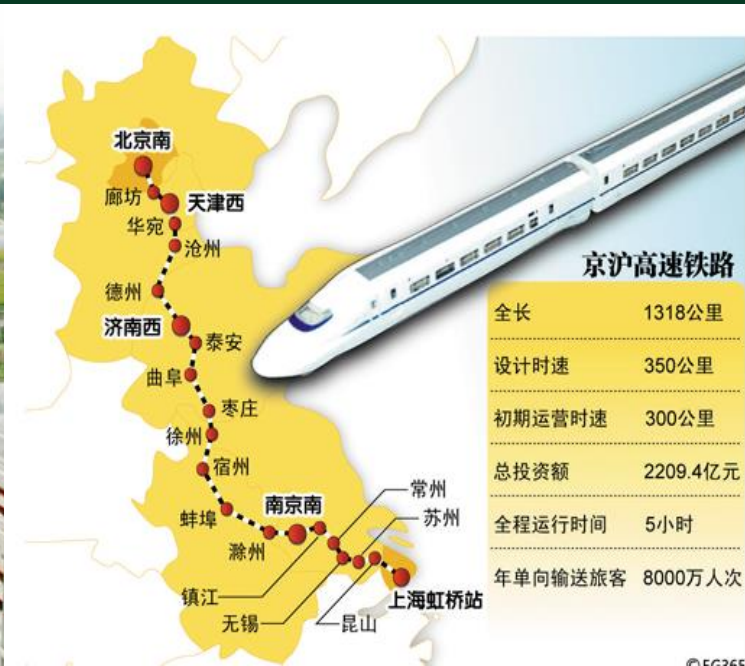 北京南
廊坊
天津西
华宛
沧州
德州
济南西
泰安
曲阜
枣庄
徐州
宿州
蚌埠
南京南
滁州
常州
苏州
镇江
无锡
昆山
上海虹桥站
京沪高速铁路
全长 1318公里
设计时速 350公里
初期运营时速 300公里
总投资额 2209.4亿元
全程运行时间 5小时
年单向输送旅客 8000万人次